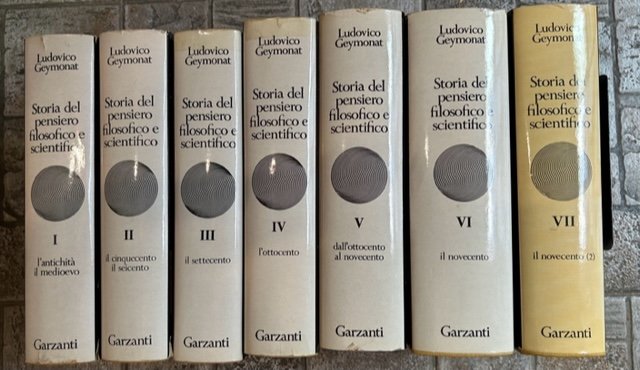 Ludovico
Geymonat
Storia del
pensiero
filosofico e
scientifico
I
l'antichità
il medioevo
Garzanti
Ludovico
Geymonat
Storia del
pensiero
filosofico e
scientifico
II
il cinquecento
il seicento
Garzanti
Ludovico
Geymonat
Storia del
pensiero
filosofico e
scientifico
III
il settecento
Garzanti
Ludovico
Geymonat
Storia del
pensiero
filosofico e
scientifico
IV
l'ottocento
Garzanti
Ludovico
Geymonat
Storia del
pensiero
filosofico e
scientifico
V
dall'ottocento
al novecento
Garzanti
Ludovico
Geymonat
Storia del
pensiero
filosofico e
scientifico
VI
il novecento
Garzanti
Ludovico
Geymonat
Storia del
pensiero
filosofico e
scientifico
VII
il novecento (2)
Garzanti